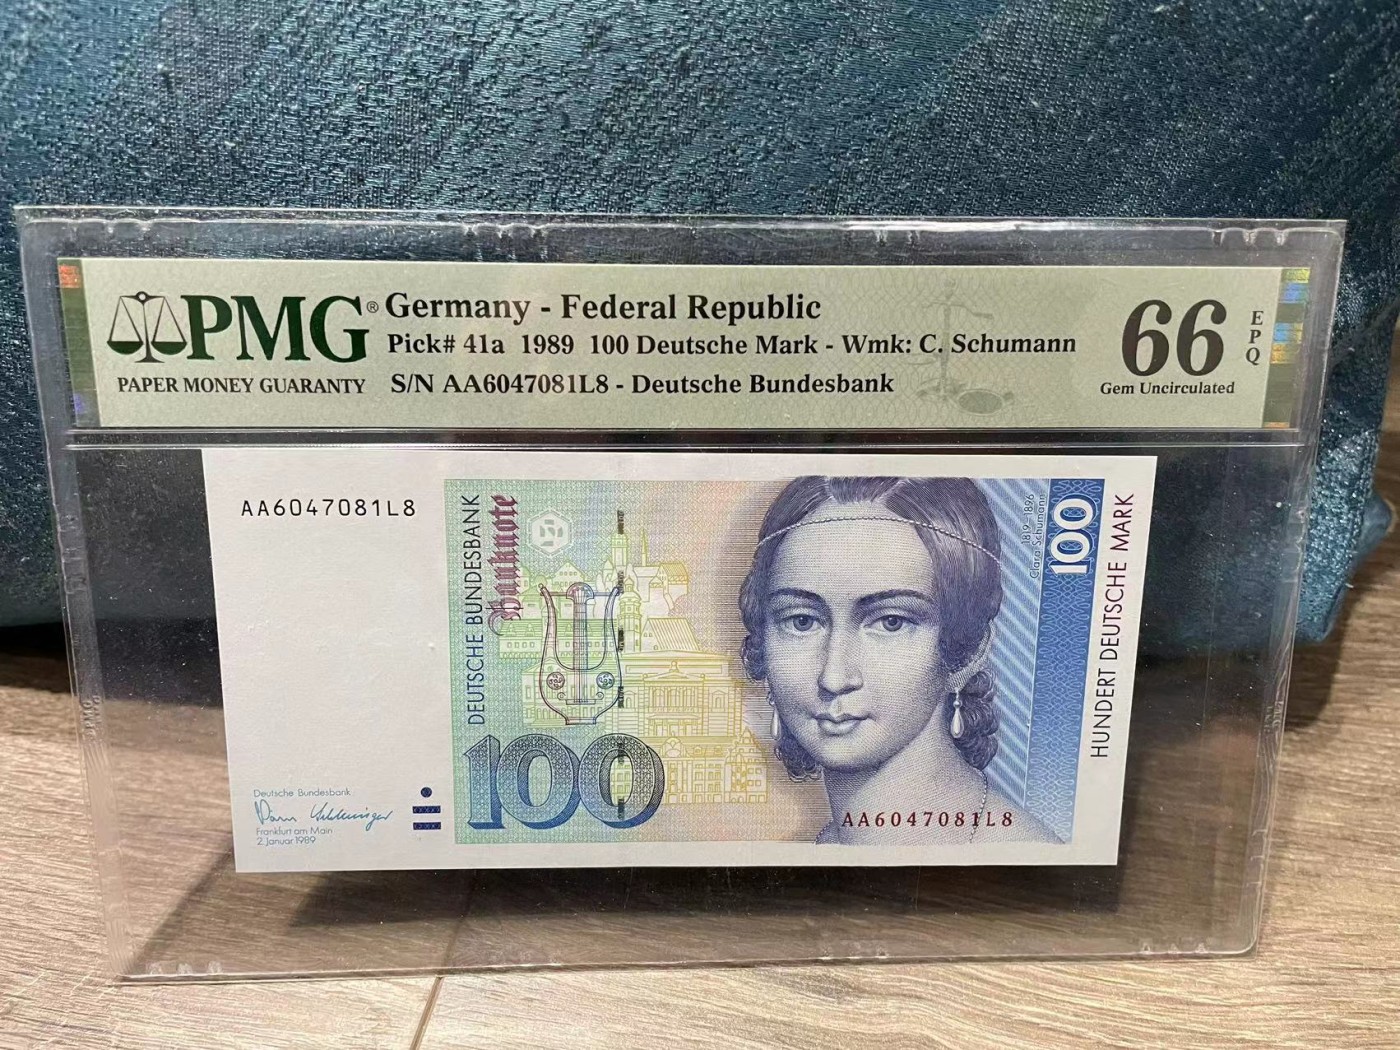 PMG®
PAPER MONEY GUARANTY
Germany - Federal Republic
Pick# 41a 1989 100 Deutsche Mark - Wmk: C. Schumann
S/N AA6047081L8 - Deutsche Bundesbank
66
EPQ
Gem Uncirculated
AA6047081L8
DEUTSCHE BUNDESBANK
Banknote
100
Deutsche Bundesbank
Frankfurt am Main
2. Januar 1989
1819-1896
Clara Schumann
100
HUNDERT DEUTSCHE MARK
AA6047081L8
PMG